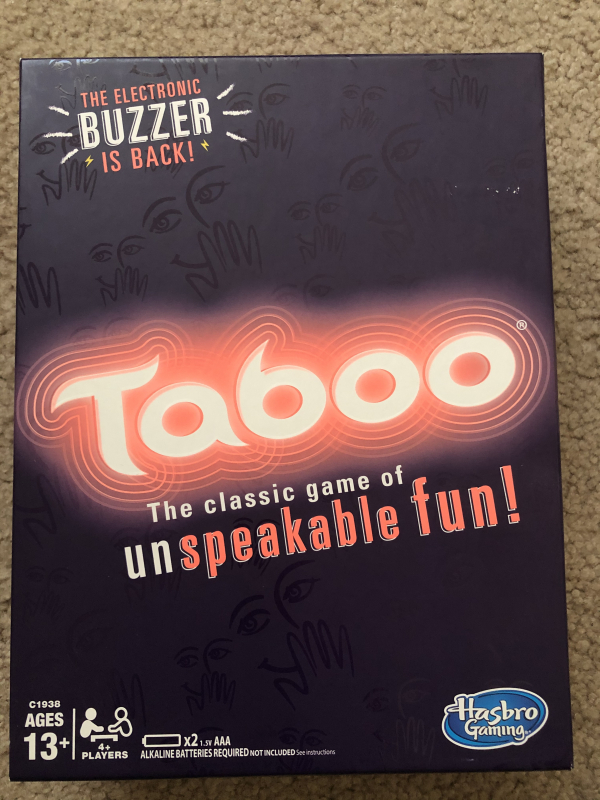 THE ELECTRONIC
BUZZER
IS BACK!
Taboo®
The classic game of
unspeakable fun!
C1938
AGES
13+
4+
PLAYERS
x2 1.5V AAA
ALKALINE BATTERIES REQUIRED NOT INCLUDED See instructions
Hasbro
Gaming